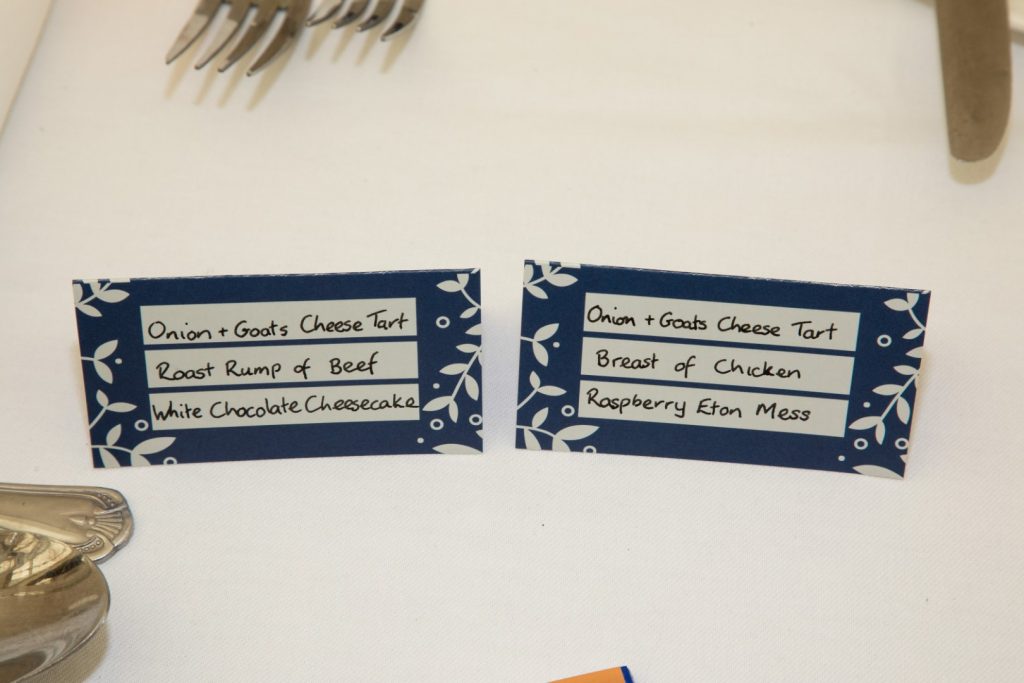 Onion + Goats Cheese Tart
Roast Rump of Beef
White Chocolate Cheesecake
Onion + Goats Cheese Tart
Breast of Chicken
Raspberry Eton Mess